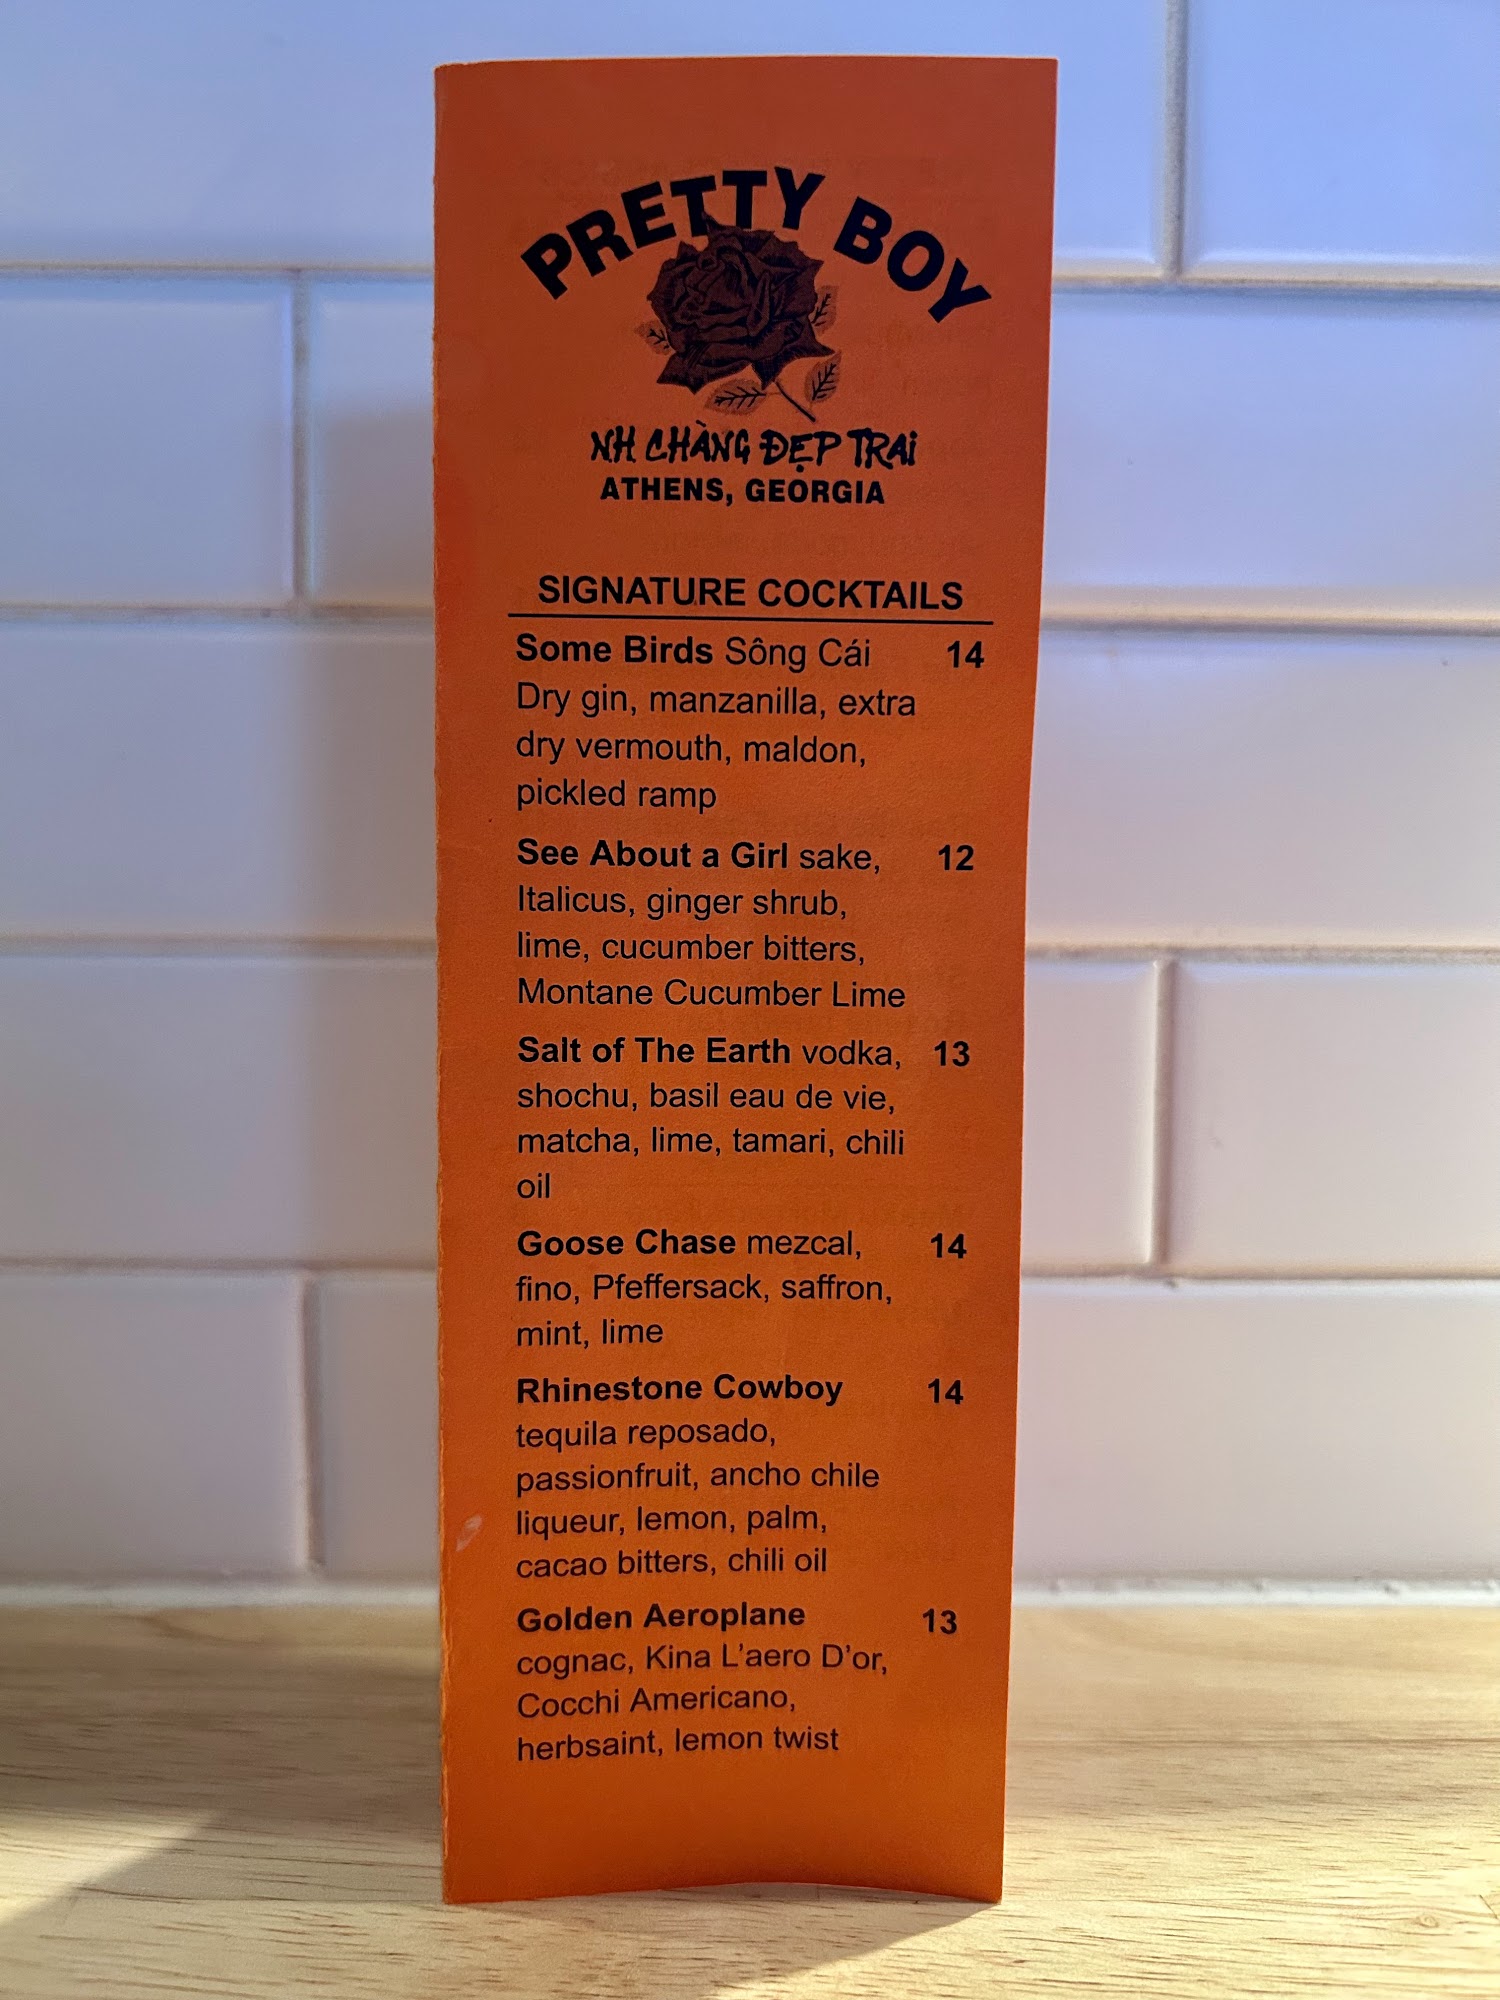 PRETTY BOY
NH CHÀNG ĐẸP TRAi
ATHENS, GEORGIA
SIGNATURE COCKTAILS
Some Birds Sông Cái 14
Dry gin, manzanilla, extra
dry vermouth, maldon,
pickled ramp
See About a Girl sake, 12
Italicus, ginger shrub,
lime, cucumber bitters,
Montane Cucumber Lime
Salt of The Earth vodka, 13
shochu, basil eau de vie,
matcha, lime, tamari, chili
oil
Goose Chase mezcal, 14
fino, Pfeffersack, saffron,
mint, lime
Rhinestone Cowboy 14
tequila reposado,
passionfruit, ancho chile
liqueur, lemon, palm,
cacao bitters, chili oil
Golden Aeroplane 13
cognac, Kina L'aero D'or,
Cocchi Americano,
herbsaint, lemon twist